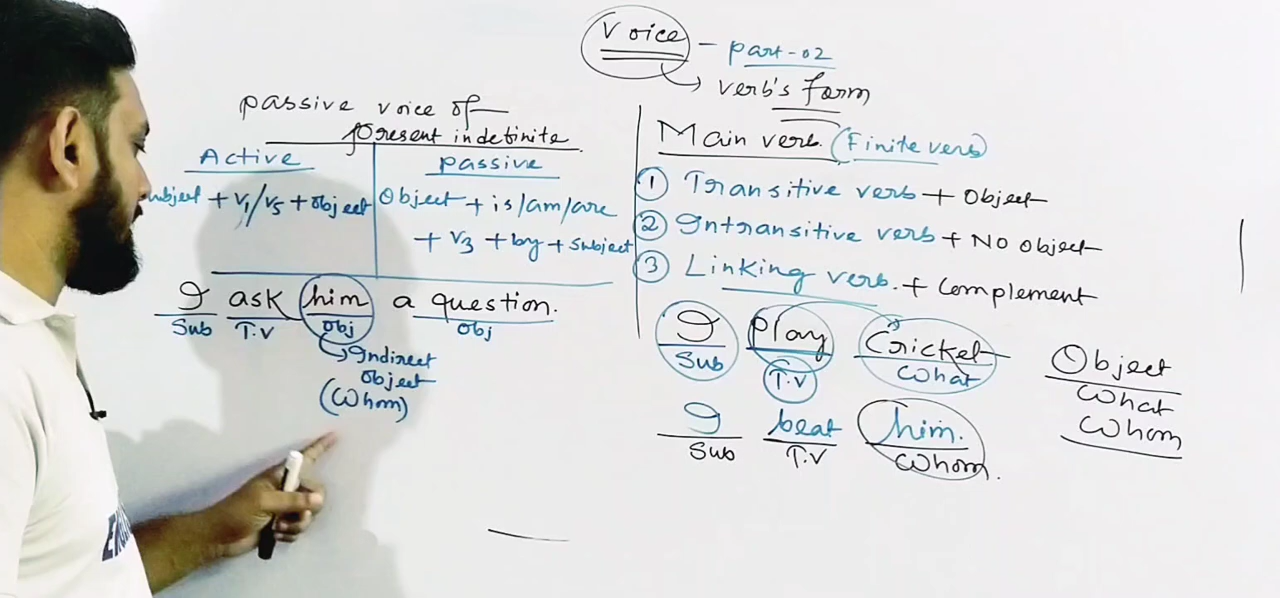 Voice - part-02
verb's form
passive voice of
present indefinite.
Active
passive
subject + V1/V5 + object
Object + is/am/are
+ V3 + by + subject
I ask him a question.
Sub T.V obj obj
Indirect
object
(Whom)
Main verb. (Finite verb)
1 Transitive verb + Object
2 Intransitive verb + No object
3 Linking verb. + Complement
I play Cricket
Sub T.V What
I beat him.
Sub T.V Whom.
Object
What
Whom